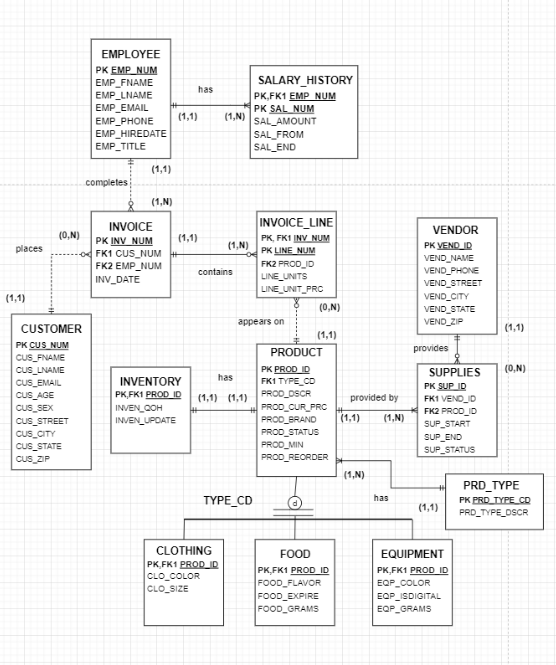 EMPLOYEE
PK EMP_NUM
EMP_FNAME
EMP_LNAME
EMP_EMAIL
EMP_PHONE
EMP_HIREDATE
EMP_TITLE
has
(1,1)
(1,N)
SALARY_HISTORY
PK,FK1 EMP_NUM
PK SAL_NUM
SAL_AMOUNT
SAL_FROM
SAL_END
(1,1)
completes
(1,N)
INVOICE
PK INV_NUM
FK1 CUS_NUM
FK2 EMP_NUM
INV_DATE
(0,N)
places
(1,1)
(1,1)
(1,N)
contains
INVOICE_LINE
PK, FK1 INV_NUM
PK LINE_NUM
FK2 PROD_ID
LINE_UNITS
LINE_UNIT_PRC
VENDOR
PK VEND_ID
VEND_NAME
VEND_PHONE
VEND_STREET
VEND_CITY
VEND_STATE
VEND_ZIP
(1,1)
provides
(0,N)
(0,N)
appears on
(1,1)
CUSTOMER
PK CUS_NUM
CUS_FNAME
CUS_LNAME
CUS_EMAIL
CUS_AGE
CUS_SEX
CUS_STREET
CUS_CITY
CUS_STATE
CUS_ZIP
INVENTORY
PK,FK1 PROD_ID
INVEN_QOH
INVEN_UPDATE
has
(1,1)
(1,1)
PRODUCT
PK PROD_ID
FK1 TYPE_CD
PROD_DSCR
PROD_CUR_PRC
PROD_BRAND
PROD_STATUS
PROD_MIN
PROD_REORDER
provided by
(1,1)
(1,N)
SUPPLIES
PK SUP_ID
FK1 VEND_ID
FK2 PROD_ID
SUP_START
SUP_END
SUP_STATUS
(1,N)
has
(1,1)
PRD_TYPE
PK PRD_TYPE_CD
PRD_TYPE_DSCR
TYPE_CD
d
CLOTHING
PK,FK1 PROD_ID
CLO_COLOR
CLO_SIZE
FOOD
PK,FK1 PROD_ID
FOOD_FLAVOR
FOOD_EXPIRE
FOOD_GRAMS
EQUIPMENT
PK,FK1 PROD_ID
EQP_COLOR
EQP_ISDIGITAL
EQP_GRAMS